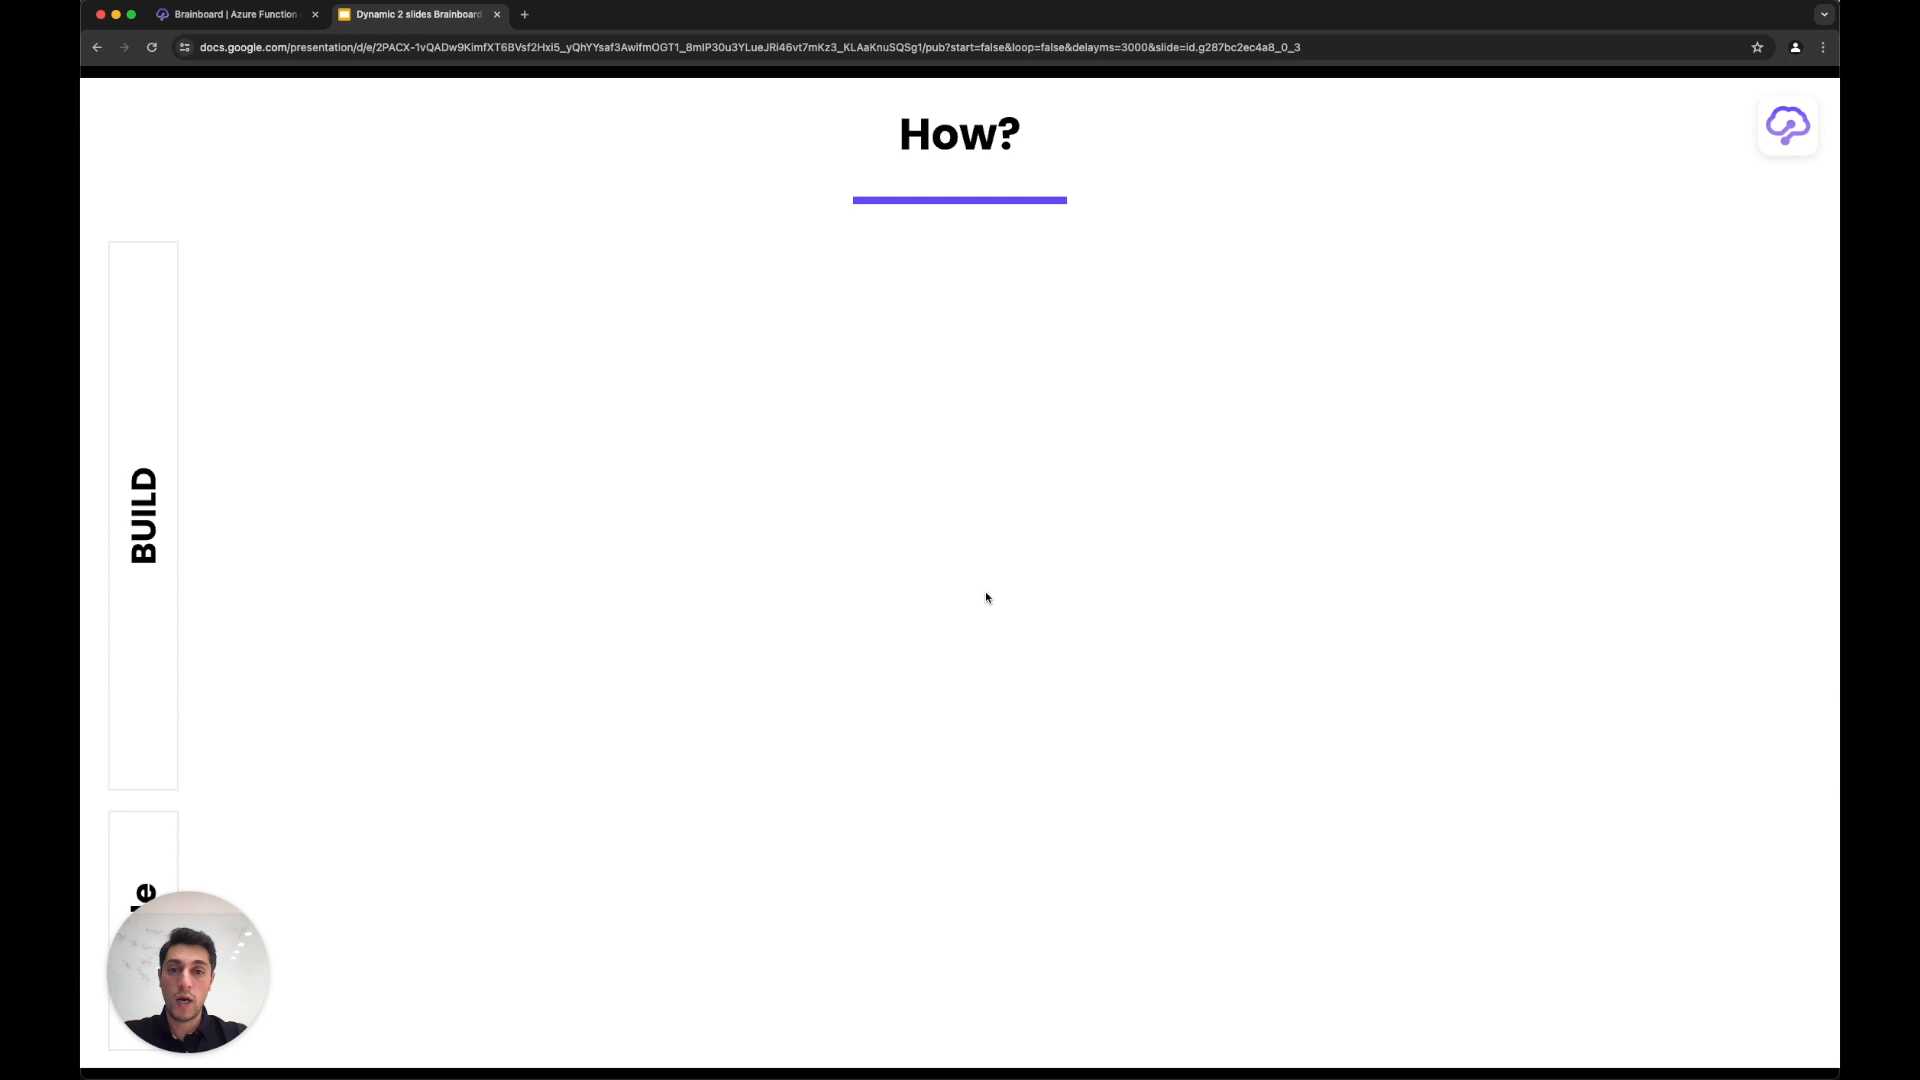 Brainboard | Azure Function
Dynamic 2 slides Brainboard
docs.google.com/presentation/d/e/2PACX-1vQADw9KimfXT6BVsf2Hxi5_yQhYYsaf3AwifmOGT1_8mIP30u3YLueJRi46vt7mKz3_KLAaKnuSQSg1/pub?start=false&loop=false&delayms=3000&slide=id.g287bc2ec4a8_0_3
How?
BUILD